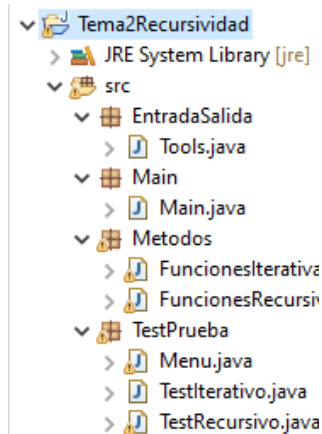 Tema2Recursividad
JRE System Library [jre]
src
EntradaSalida
Tools.java
Main
Main.java
Metodos
FuncionesIterativa
FuncionesRecursiv
TestPrueba
Menu.java
TestIterativo.java
TestRecursivo.java